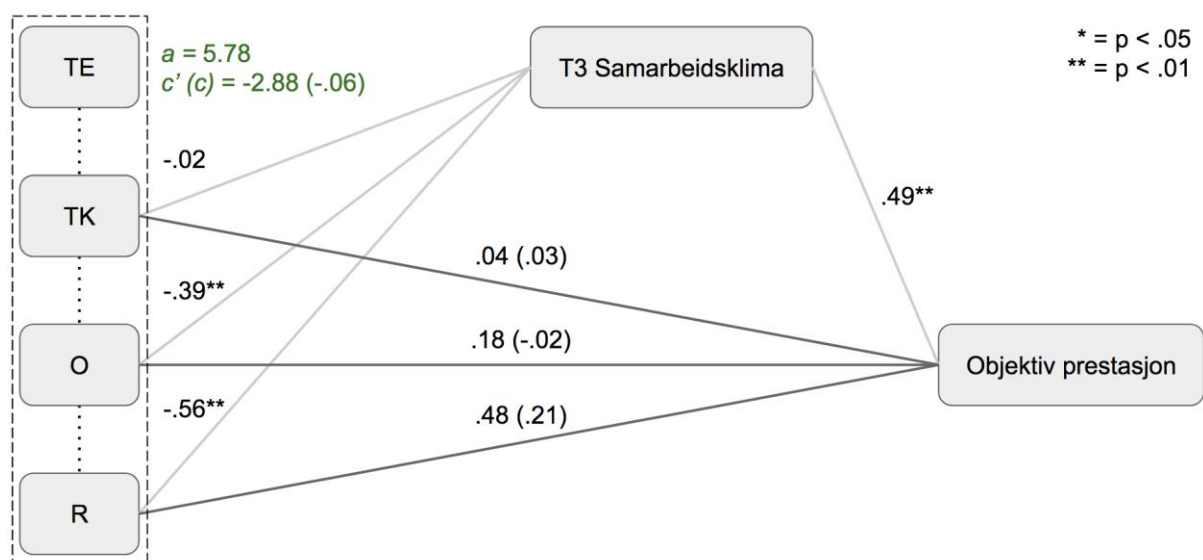 TE
a = 5.78
c’ (c) = -2.88 (-.06)
T3 Samarbeidsklima
* = p < .05
** = p < .01
-.02
TK
.49**
.04 (.03)
-.39**
O
.18 (-.02)
Objektiv prestasjon
-.56**
.48 (.21)
R